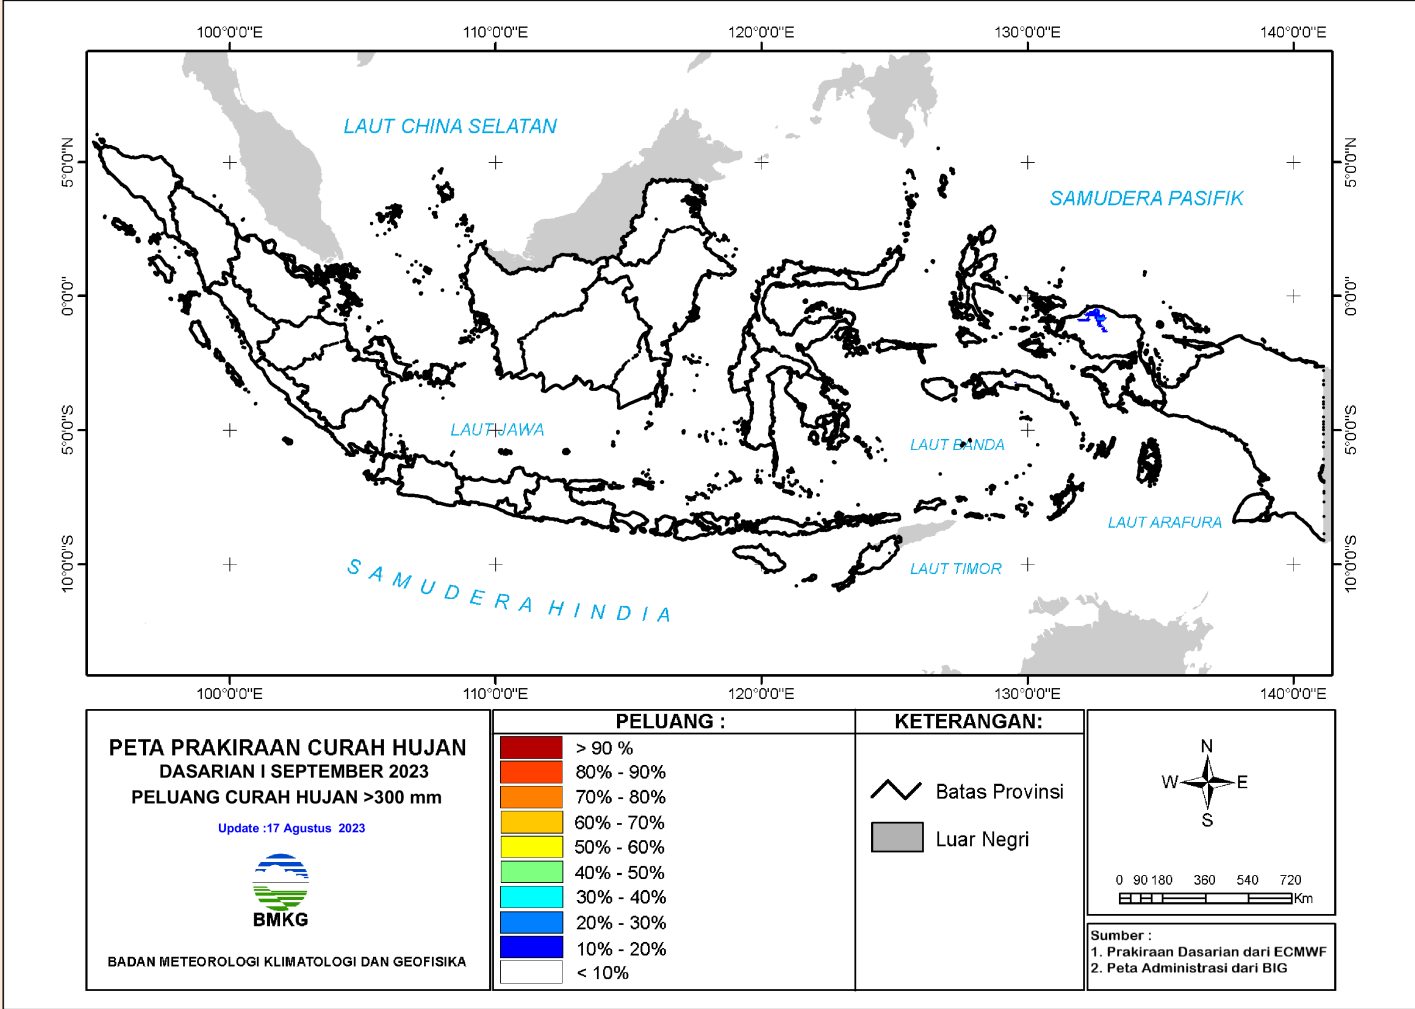 100°0'0"E 110°0'0"E 120°0'0"E 130°0'0"E 140°0'0"E
LAUT CHINA SELATAN
5°0'0"N 5°0'0"N
SAMUDERA PASIFIK
0°0'0" 0°0'0"
LAUT JAWA
5°0'0"S 5°0'0"S
LAUT BANDA
LAUT ARAFURA
10°0'0"S 10°0'0"S
LAUT TIMOR
SAMUDERA HINDIA
100°0'0"E 110°0'0"E 120°0'0"E 130°0'0"E 140°0'0"E
PETA PRAKIRAAN CURAH HUJAN
DASARIAN I SEPTEMBER 2023
PELUANG CURAH HUJAN >300 mm
Update :17 Agustus 2023
BMKG
BADAN METEOROLOGI KLIMATOLOGI DAN GEOFISIKA
PELUANG :
> 90 %
80% - 90%
70% - 80%
60% - 70%
50% - 60%
40% - 50%
30% - 40%
20% - 30%
10% - 20%
< 10%
KETERANGAN:
Batas Provinsi
Luar Negri
N
W E
S
0 90 180 360 540 720
Km
Sumber :
1. Prakiraan Dasarian dari ECMWF
2. Peta Administrasi dari BIG